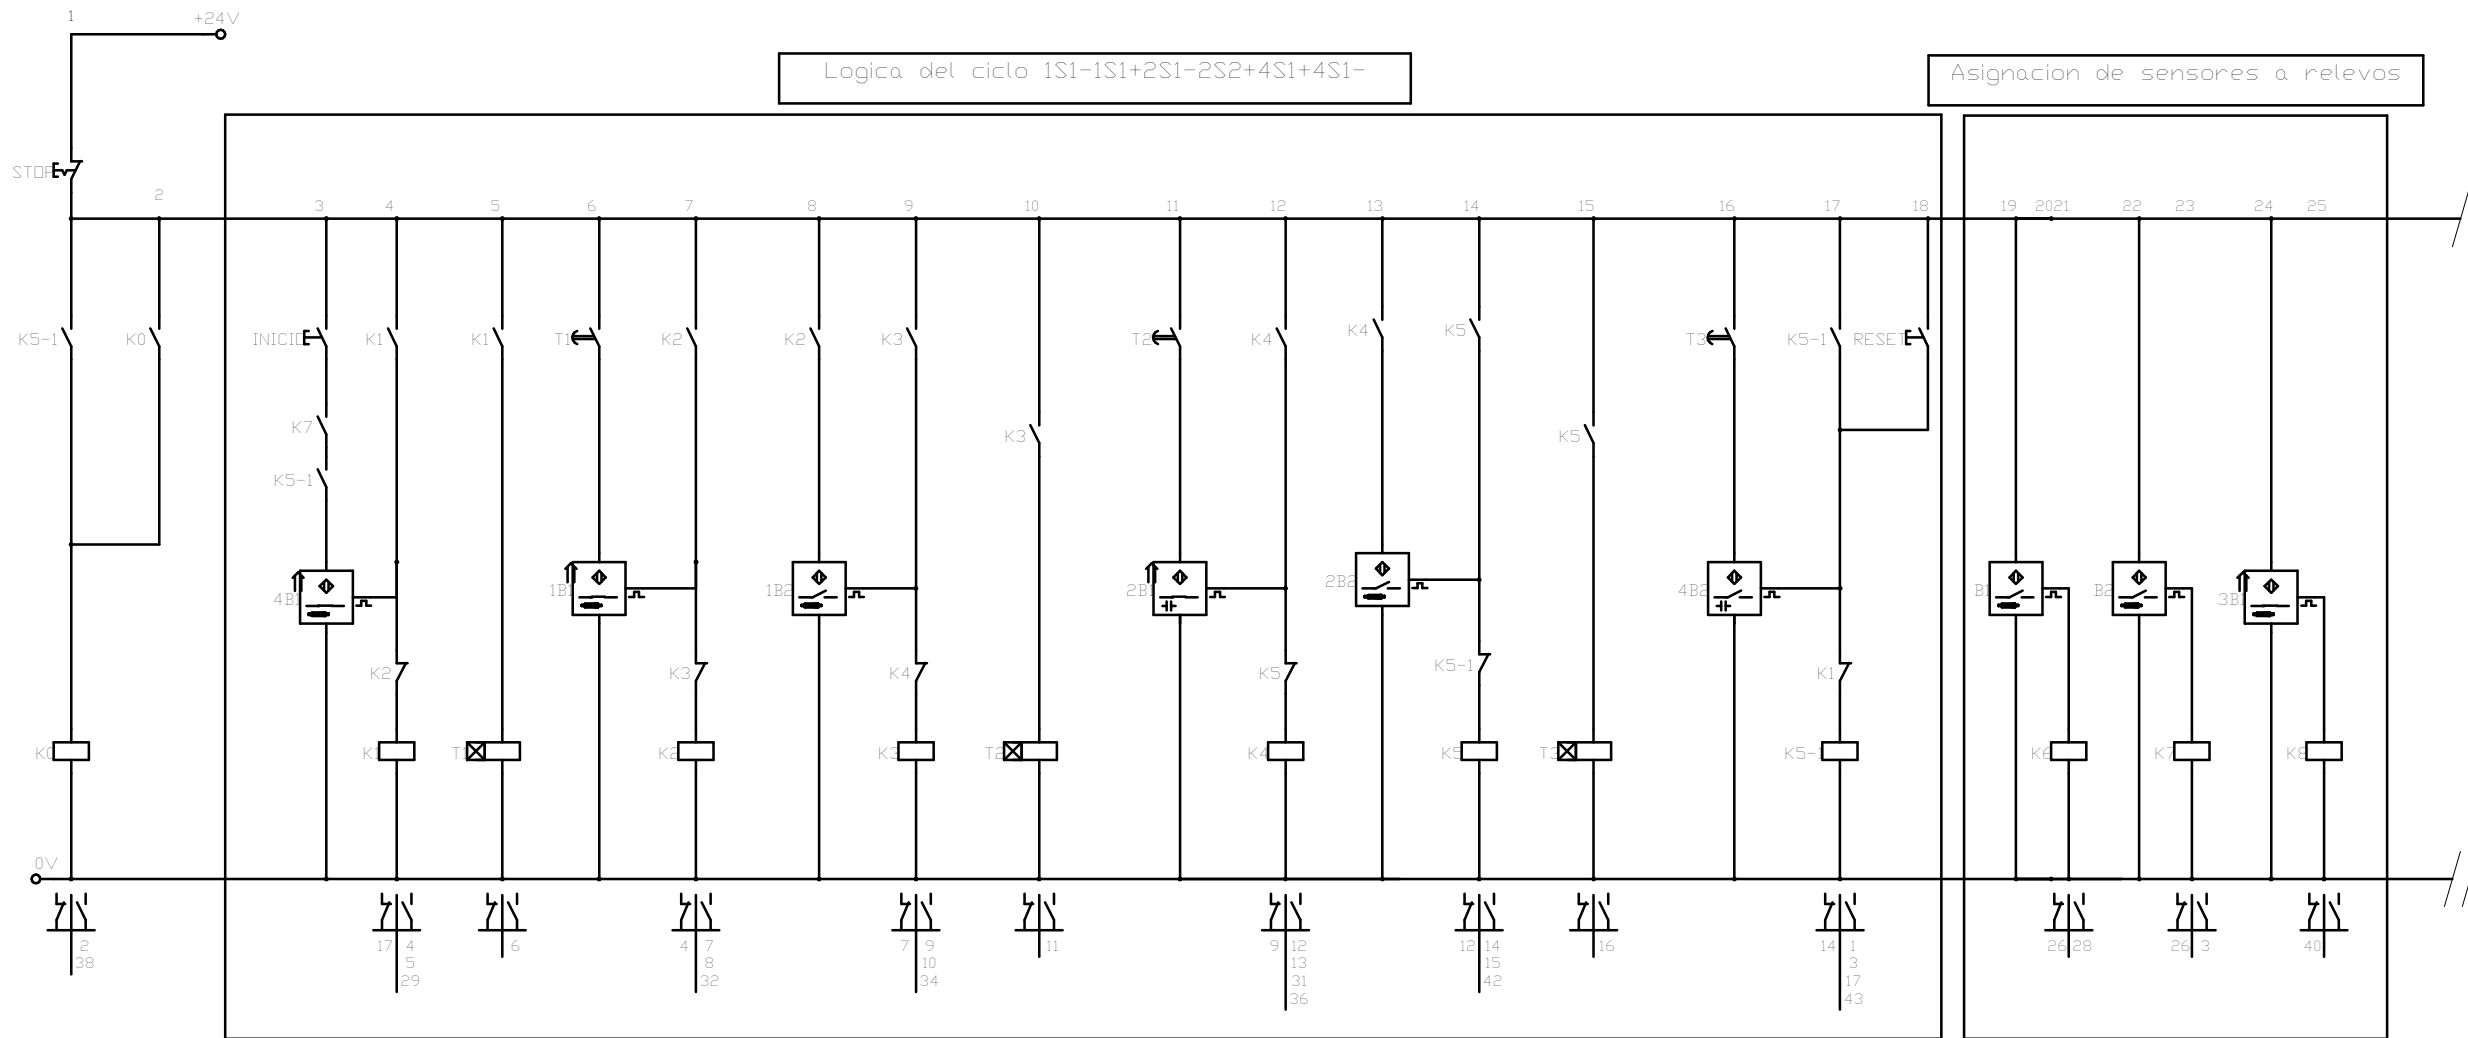 1 +24V
Logica del ciclo 1S1-1S1+2S1-2S2+4S1+4S1-
Asignacion de sensores a relevos
STOP
2 3 4 5 6 7 8 9 10 11 12 13 14 15 16 17 18 19 2021 22 23 24 25
K5-1 K0 INICIO K1 K1 T1 K2 K2 K3 T2 K4 K4 K5 T3 K5-1 RESET
K7 K3 K5
K5-1
4B1 1B1 1B2 2B1 2B2 4B2 B1 B2 3B1
K2 K3 K4 K5 K5-1 K1
K0 K1 T1 K2 K3 T2 K4 K5 T3 K5-1 K6 K7 K8
0V
2 17 4 6 4 7 7 9 11 9 12 12 14 16 14 1 26 28 26 3 40
38 5 8 10 13 15 3
29 32 34 31 42 17
36 43